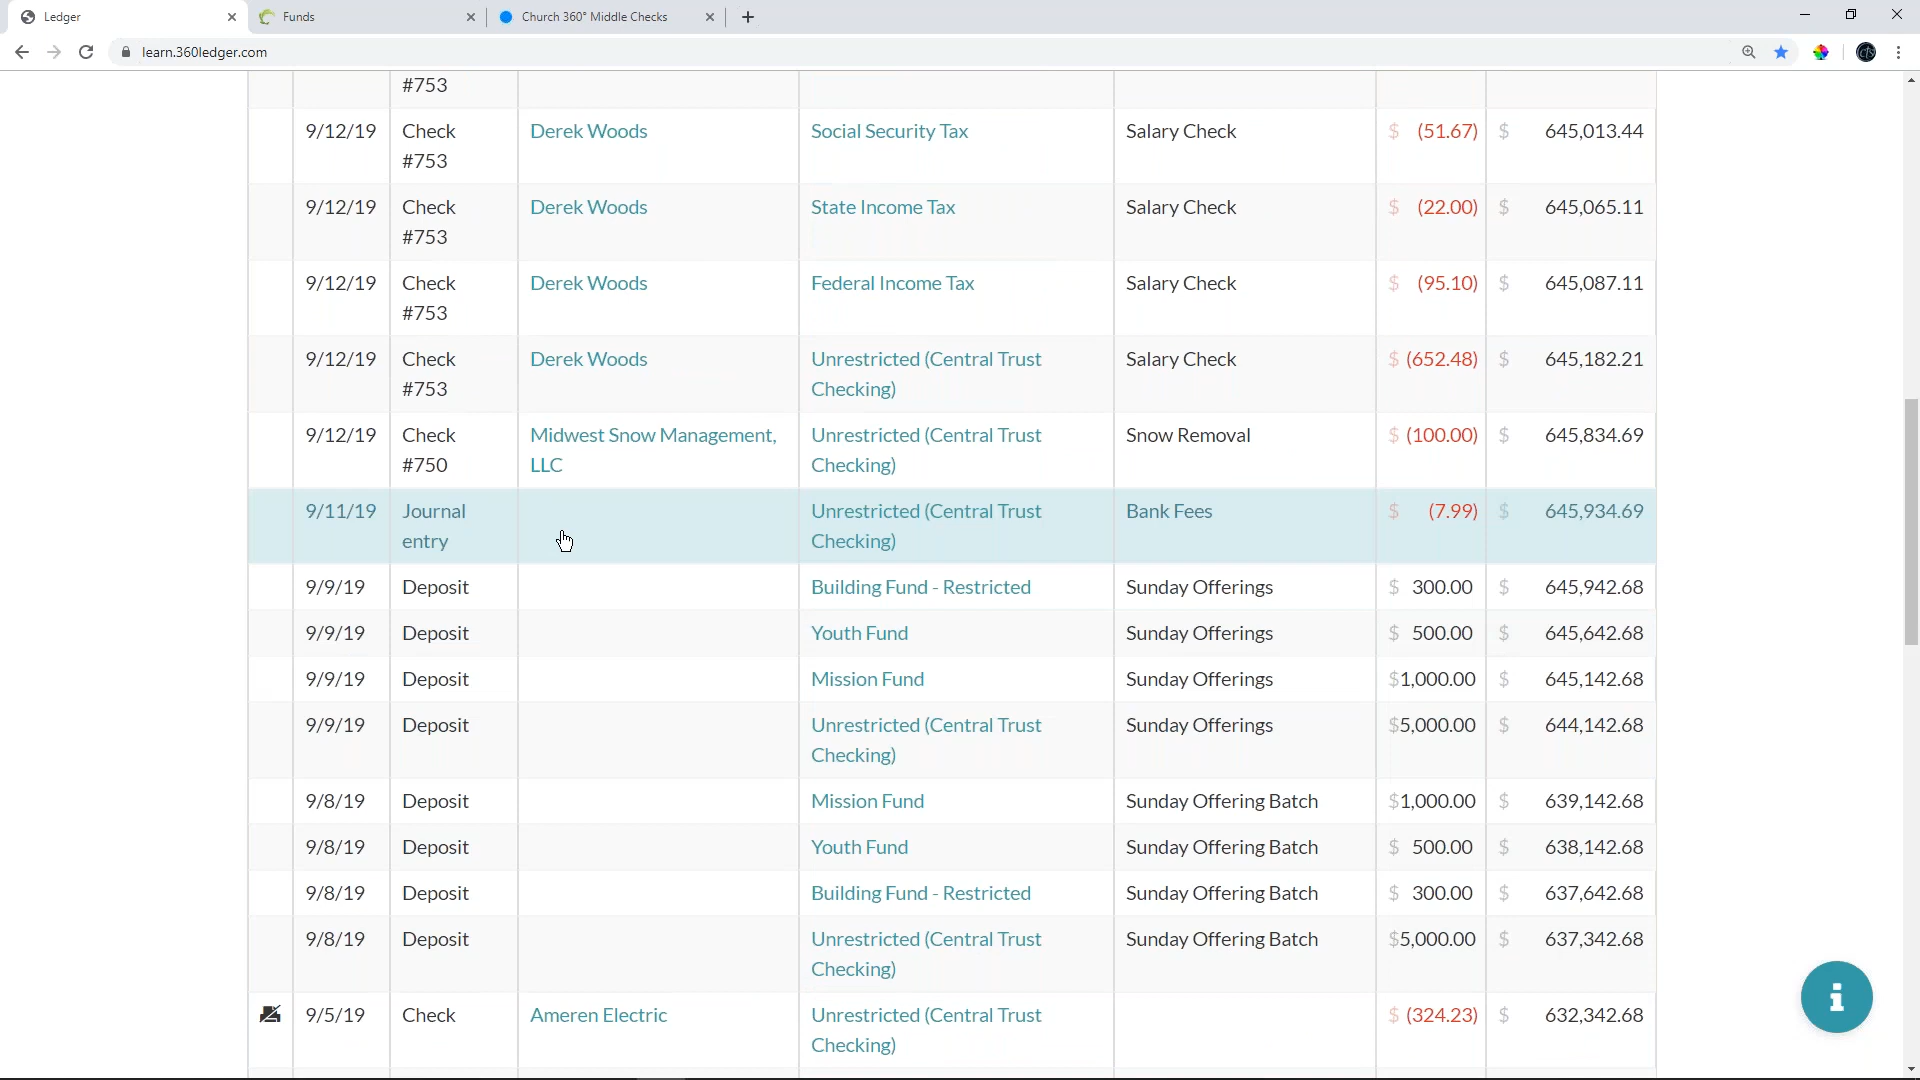 Ledger
Funds
Church 360° Middle Checks
learn.360ledger.com
cts
#753
9/12/19 Check Derek Woods Social Security Tax Salary Check $ (51.67) $ 645,013.44
#753
9/12/19 Check Derek Woods State Income Tax Salary Check $ (22.00) $ 645,065.11
#753
9/12/19 Check Derek Woods Federal Income Tax Salary Check $ (95.10) $ 645,087.11
#753
9/12/19 Check Derek Woods Unrestricted (Central Trust Salary Check $ (652.48) $ 645,182.21
#753 Checking)
9/12/19 Check Midwest Snow Management, Unrestricted (Central Trust Snow Removal $ (100.00) $ 645,834.69
#750 LLC Checking)
9/11/19 Journal Unrestricted (Central Trust Bank Fees $ (7.99) $ 645,934.69
entry Checking)
9/9/19 Deposit Building Fund - Restricted Sunday Offerings $ 300.00 $ 645,942.68
9/9/19 Deposit Youth Fund Sunday Offerings $ 500.00 $ 645,642.68
9/9/19 Deposit Mission Fund Sunday Offerings $1,000.00 $ 645,142.68
9/9/19 Deposit Unrestricted (Central Trust Sunday Offerings $5,000.00 $ 644,142.68
Checking)
9/8/19 Deposit Mission Fund Sunday Offering Batch $1,000.00 $ 639,142.68
9/8/19 Deposit Youth Fund Sunday Offering Batch $ 500.00 $ 638,142.68
9/8/19 Deposit Building Fund - Restricted Sunday Offering Batch $ 300.00 $ 637,642.68
9/8/19 Deposit Unrestricted (Central Trust Sunday Offering Batch $5,000.00 $ 637,342.68
Checking)
9/5/19 Check Ameren Electric Unrestricted (Central Trust $ (324.23) $ 632,342.68
Checking)